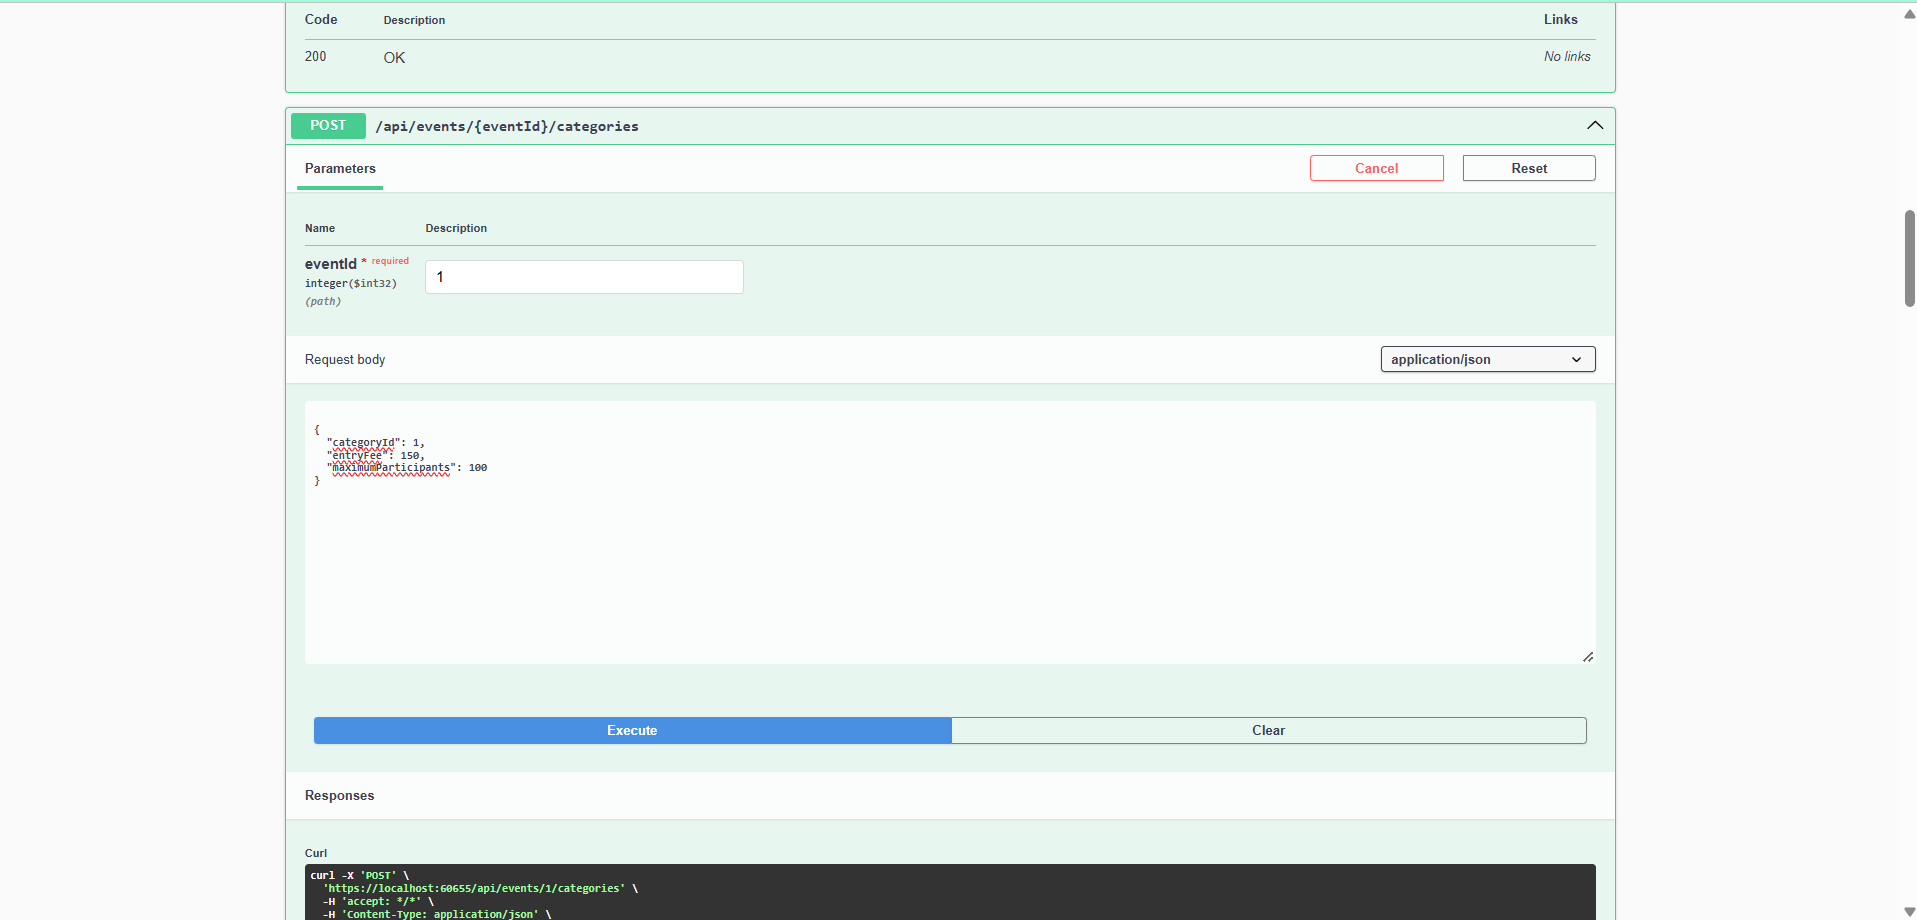 Code Description Links
200 OK No links
POST /api/events/{eventId}/categories
Parameters Cancel Reset
Name Description
eventId * required
integer($int32)
(path)
1
Request body application/json
{
  "categoryId": 1,
  "entryFee": 150,
  "maximumParticipants": 100
}
Execute Clear
Responses
Curl
curl -X 'POST' \
  'https://localhost:60655/api/events/1/categories' \
  -H 'accept: */*' \
  -H 'Content-Type: application/json' \